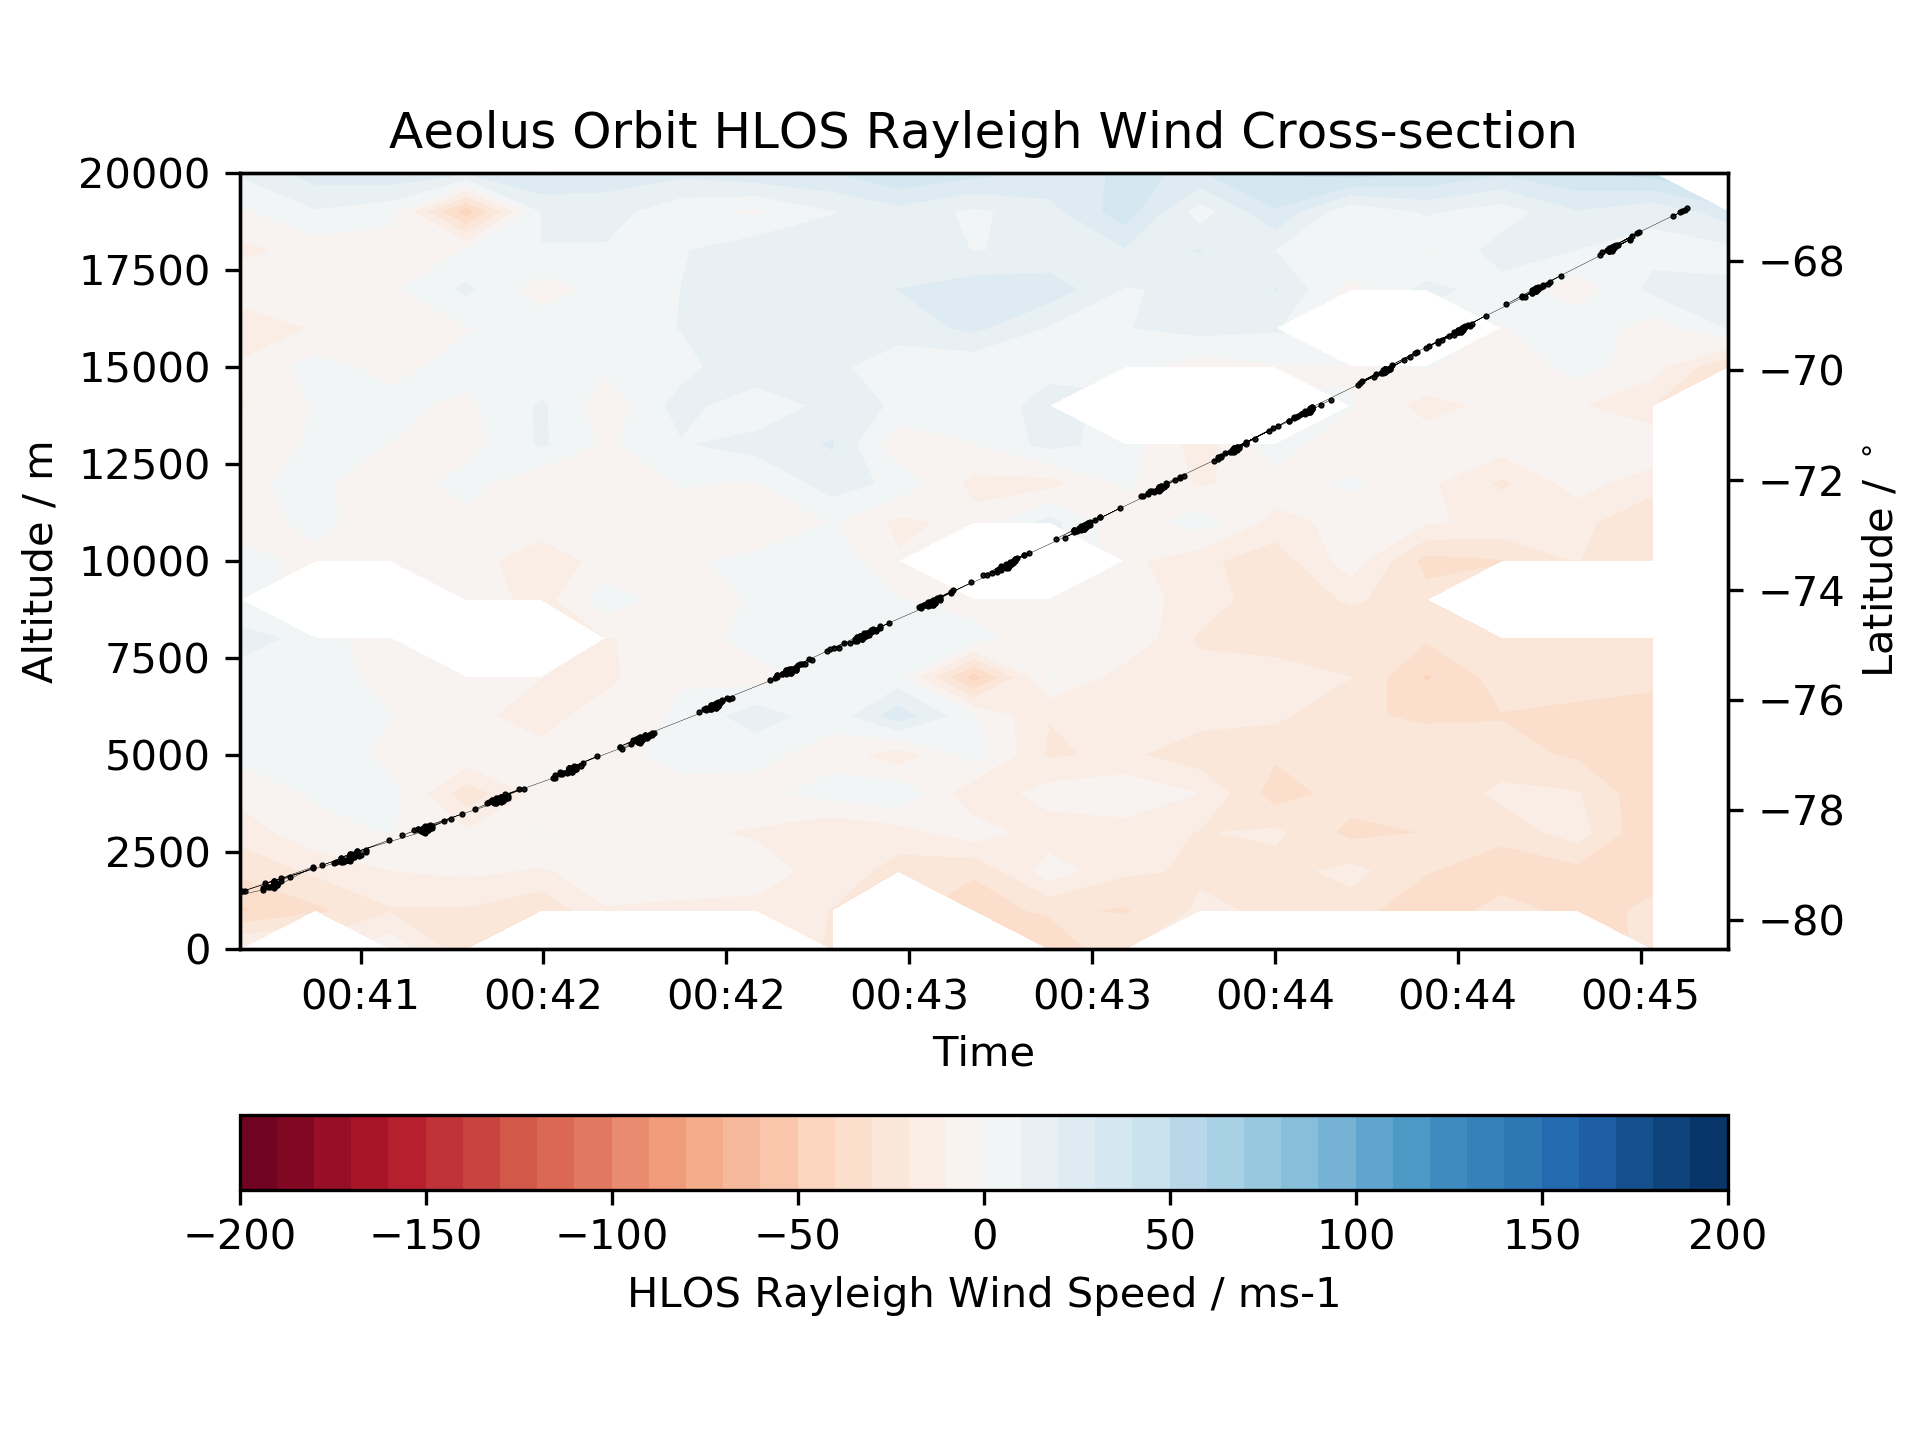 Aeolus Orbit HLOS Rayleigh Wind Cross-section
20000
17500
15000
12500
10000
7500
5000
2500
0
Altitude / m
−68
−70
−72
−74
−76
−78
−80
Latitude / °
00:41 00:42 00:42 00:43 00:43 00:44 00:44 00:45
Time
−200 −150 −100 −50 0 50 100 150 200
HLOS Rayleigh Wind Speed / ms-1